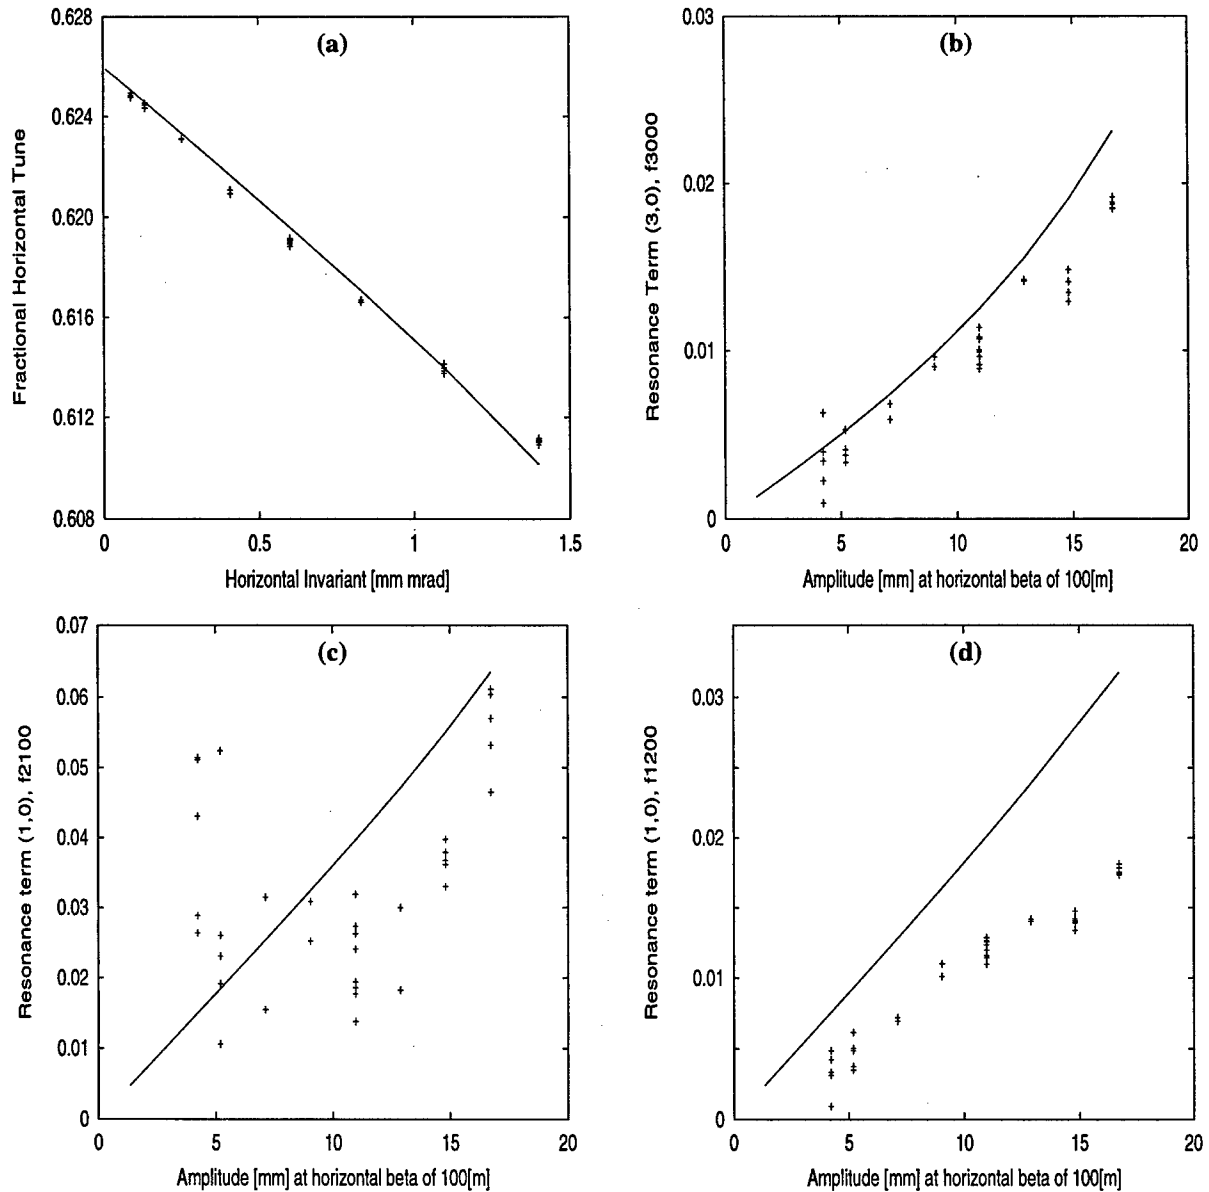 (a)
0.628
0.624
0.620
0.616
0.612
0.608
Fractional Horizontal Tune
0 0.5 1 1.5
Horizontal Invariant [mm mrad]
(b)
0.03
0.02
0.01
0
Resonance Term (3,0), f3000
0 5 10 15 20
Amplitude [mm] at horizontal beta of 100[m]
(c)
0.07
0.06
0.05
0.04
0.03
0.02
0.01
0
Resonance term (1,0), f2100
0 5 10 15 20
Amplitude [mm] at horizontal beta of 100[m]
(d)
0.03
0.02
0.01
0
Resonance term (1,0), f1200
0 5 10 15 20
Amplitude [mm] at horizontal beta of 100[m]